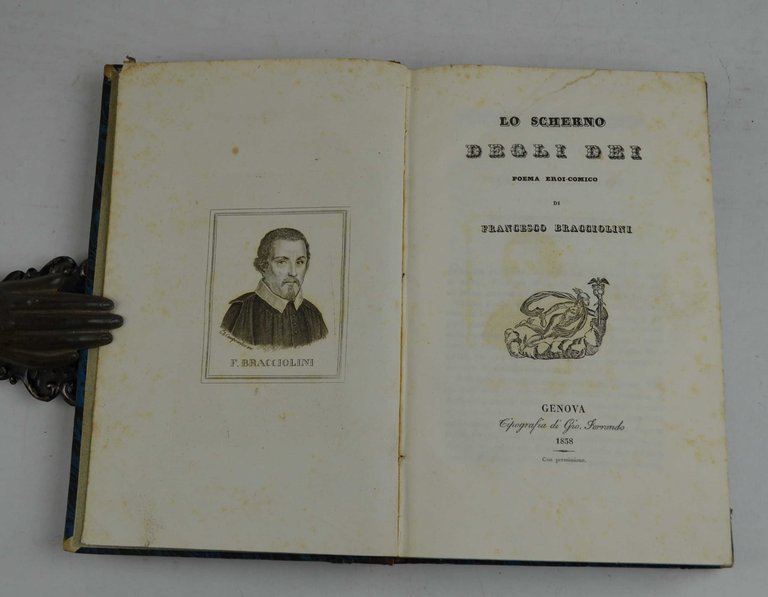 F. BRACCIOLINI
LO SCHERNO
DEGLI DEI
POEMA EROI-COMICO
DI
FRANCESCO BRACCIOLINI
GENOVA
Tipografia di Gio. Ferrando
1838
Con permissione.